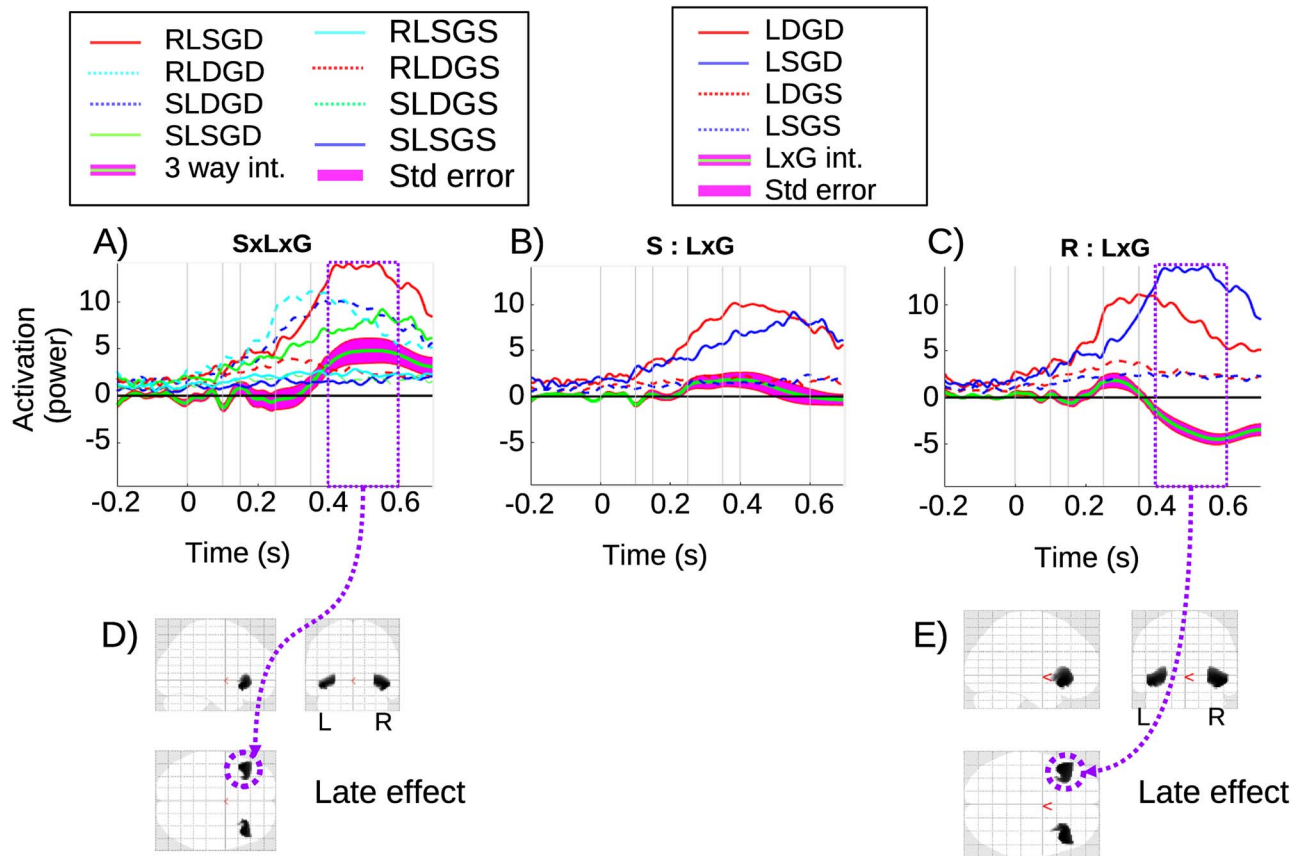 RLSGD
RLDGD
SLDGD
SLSGD
3 way int.
RLSGS
RLDGS
SLDGS
SLSGS
Std error
LDGD
LSGD
LDGS
LSGS
LxG int.
Std error
A)
SxLxG
Activation
(power)
10
5
0
-5
-0.2 0 0.2 0.4 0.6
Time (s)
B)
S : LxG
10
5
0
-5
-0.2 0 0.2 0.4 0.6
Time (s)
C)
R : LxG
10
5
0
-5
-0.2 0 0.2 0.4 0.6
Time (s)
D)
<
<
L R
<
Late effect
E)
<
<
L R
<
Late effect